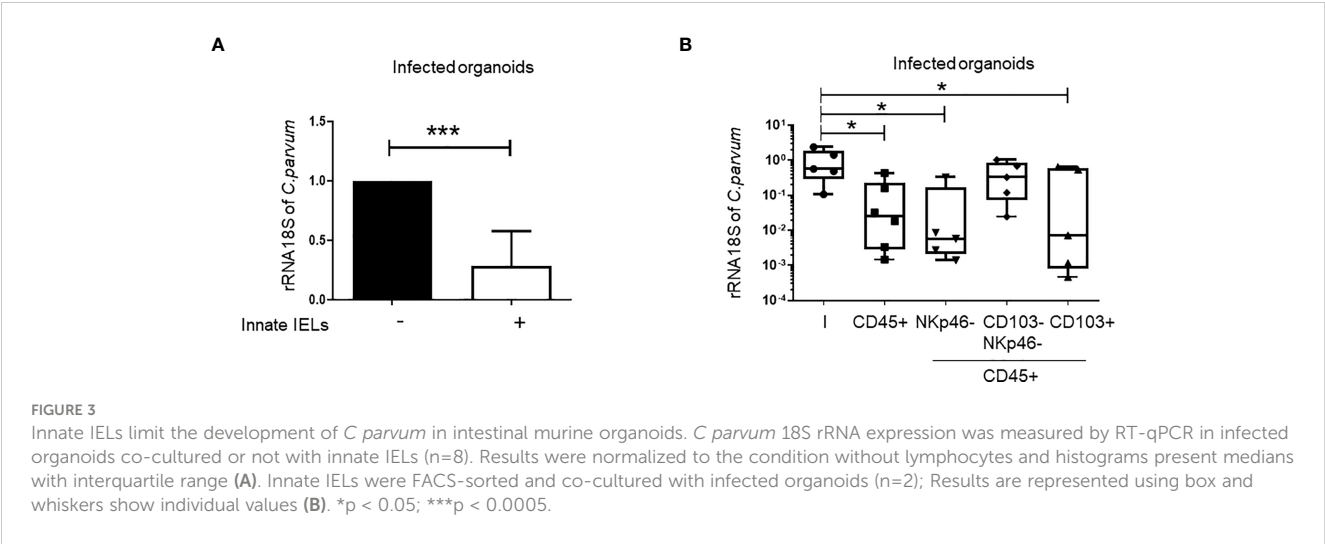 A
B
Infected organoids
Infected organoids
***
*
*
*
rRNA18S of C.parvum
1.5
1.0
0.5
0.0
Innate IELs - +
rRNA18S of C.parvum
10¹
10⁰
10⁻¹
10⁻²
10⁻³
10⁻⁴
I CD45+ NKp46- CD103- CD103+
NKp46-
CD45+
FIGURE 3
Innate IELs limit the development of C parvum in intestinal murine organoids. C parvum 18S rRNA expression was measured by RT-qPCR in infected
organoids co-cultured or not with innate IELs (n=8). Results were normalized to the condition without lymphocytes and histograms present medians
with interquartile range (A). Innate IELs were FACS-sorted and co-cultured with infected organoids (n=2); Results are represented using box and
whiskers show individual values (B). *p < 0.05; ***p < 0.0005.